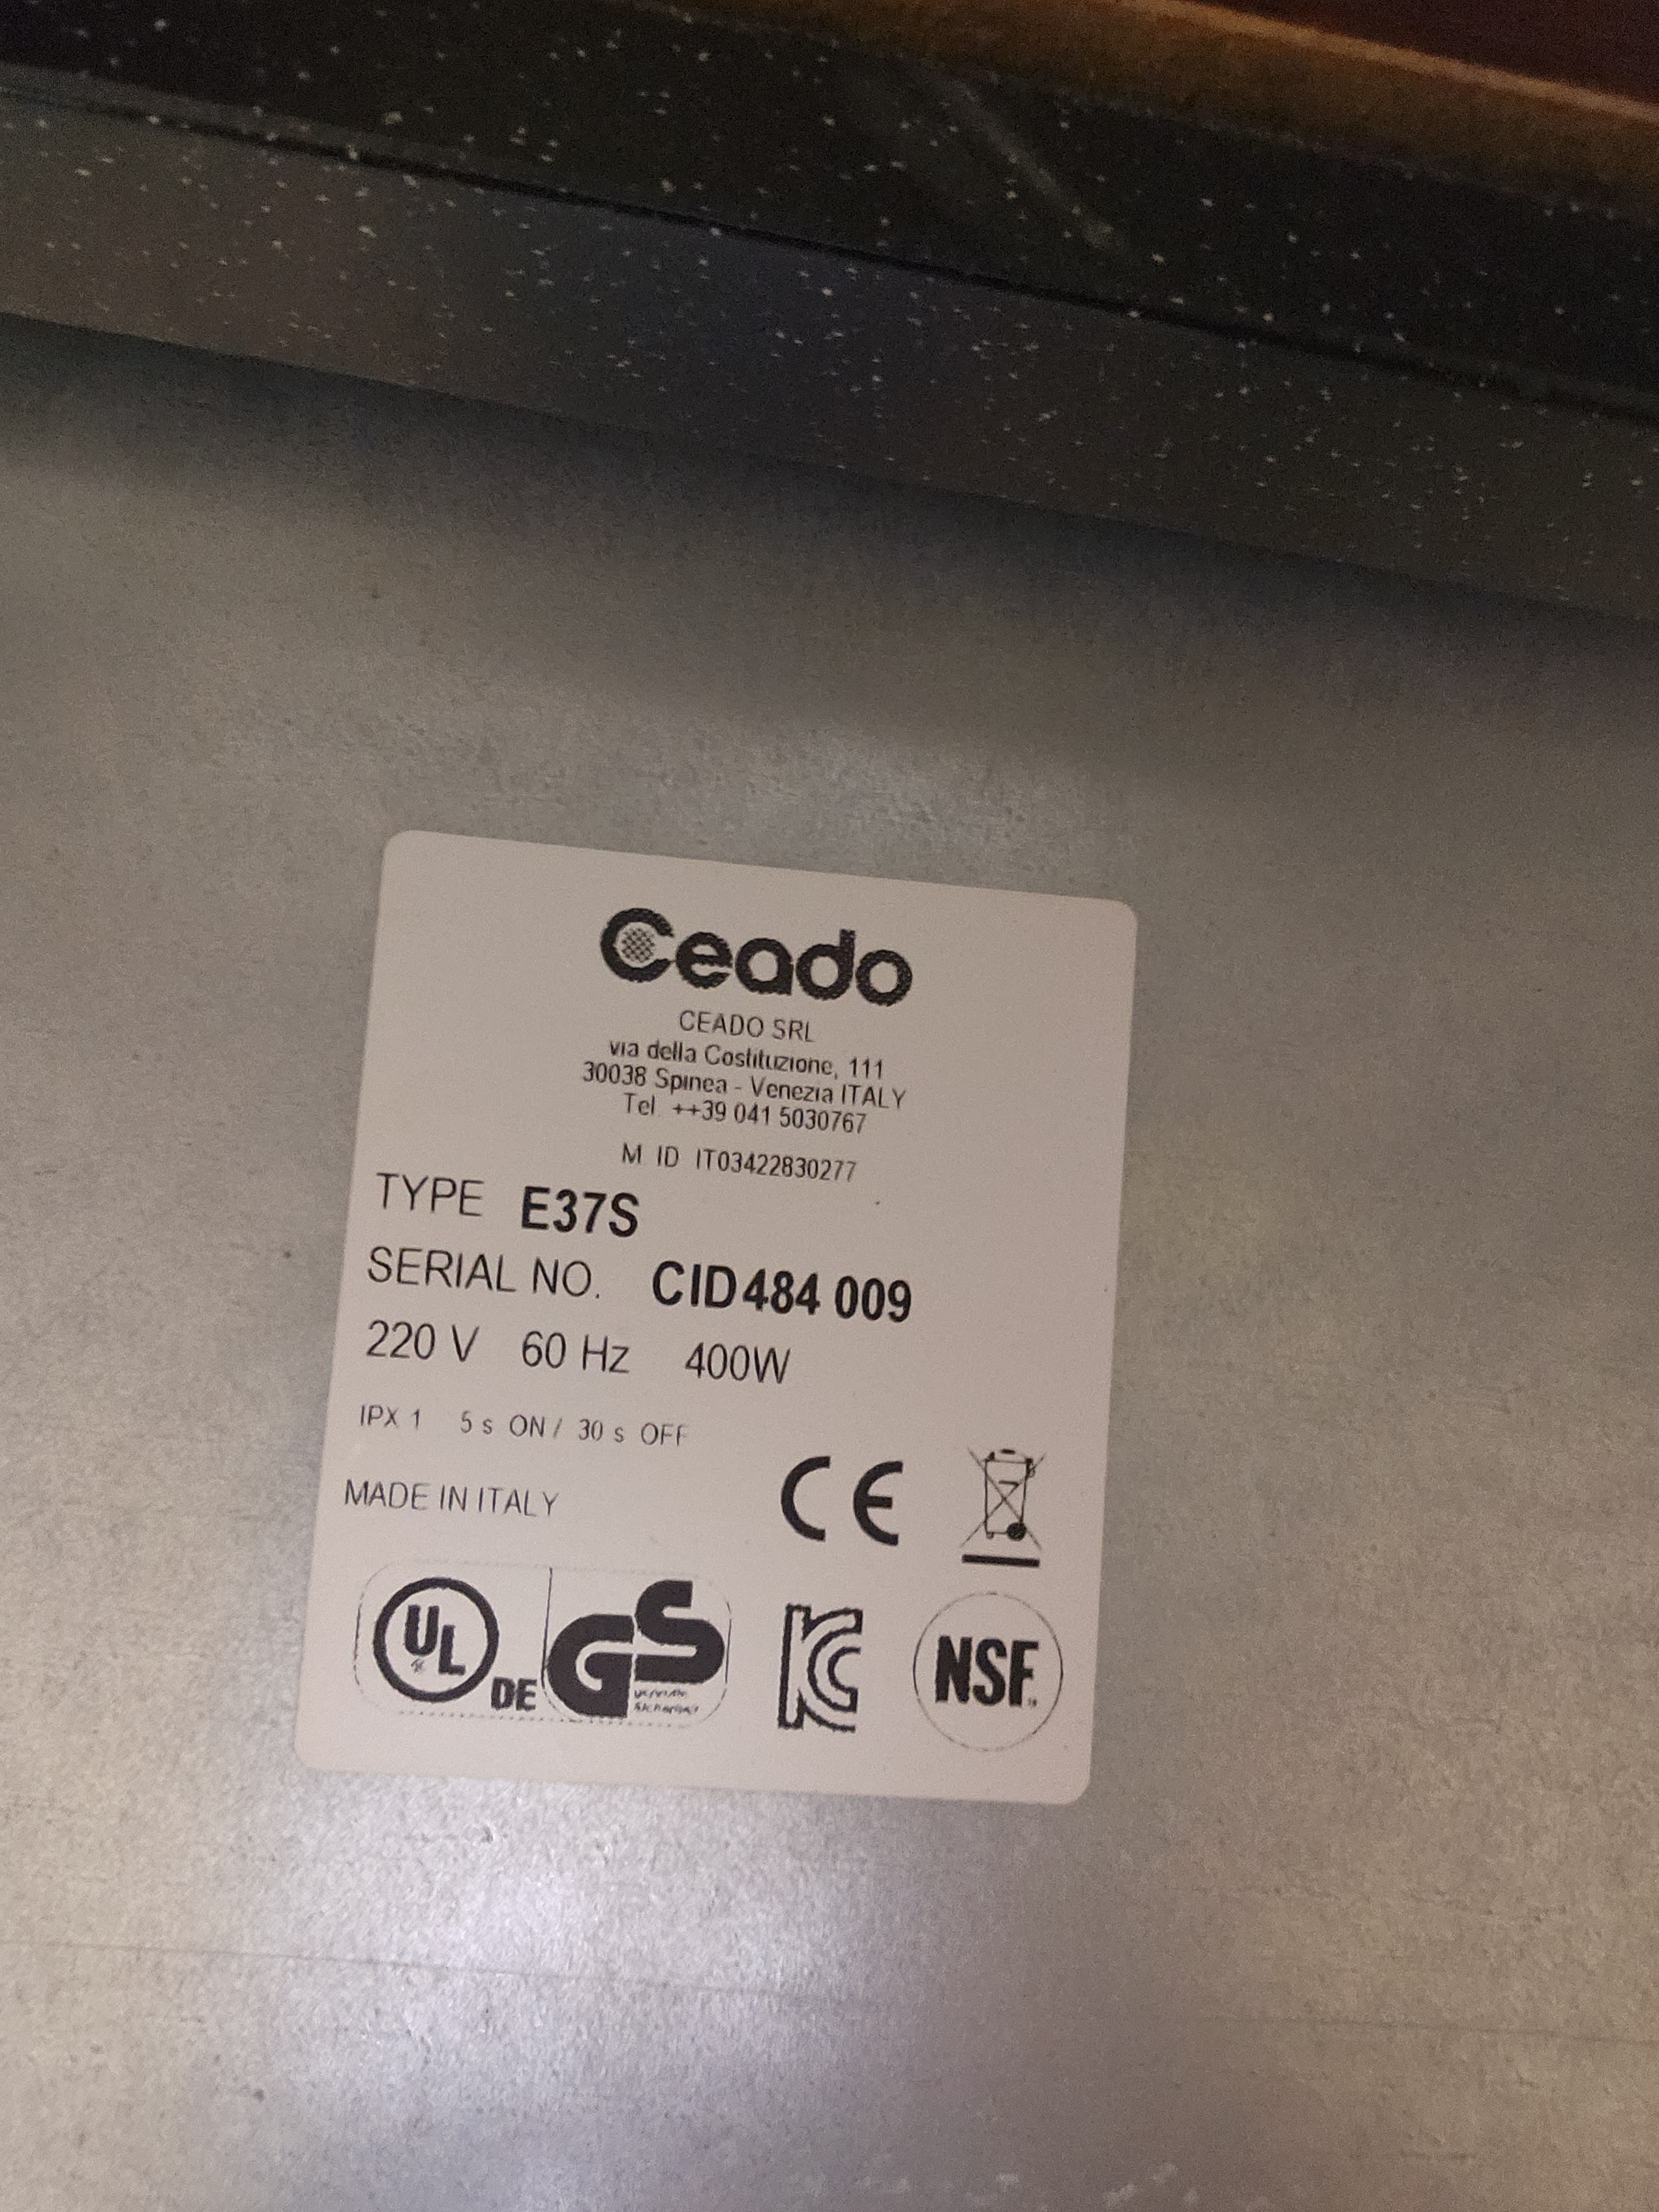 Ceado
CEADO SRL
via della Costituzione, 111
30038 Spinea - Venezia ITALY
Tel. ++39 041 5030767
M. ID IT03422830277
TYPE E37S
SERIAL NO. CID484 009
220 V 60 Hz 400W
IPX 1 5 s ON / 30 s OFF
MADE IN ITALY
CE
UL DE GS
NSF